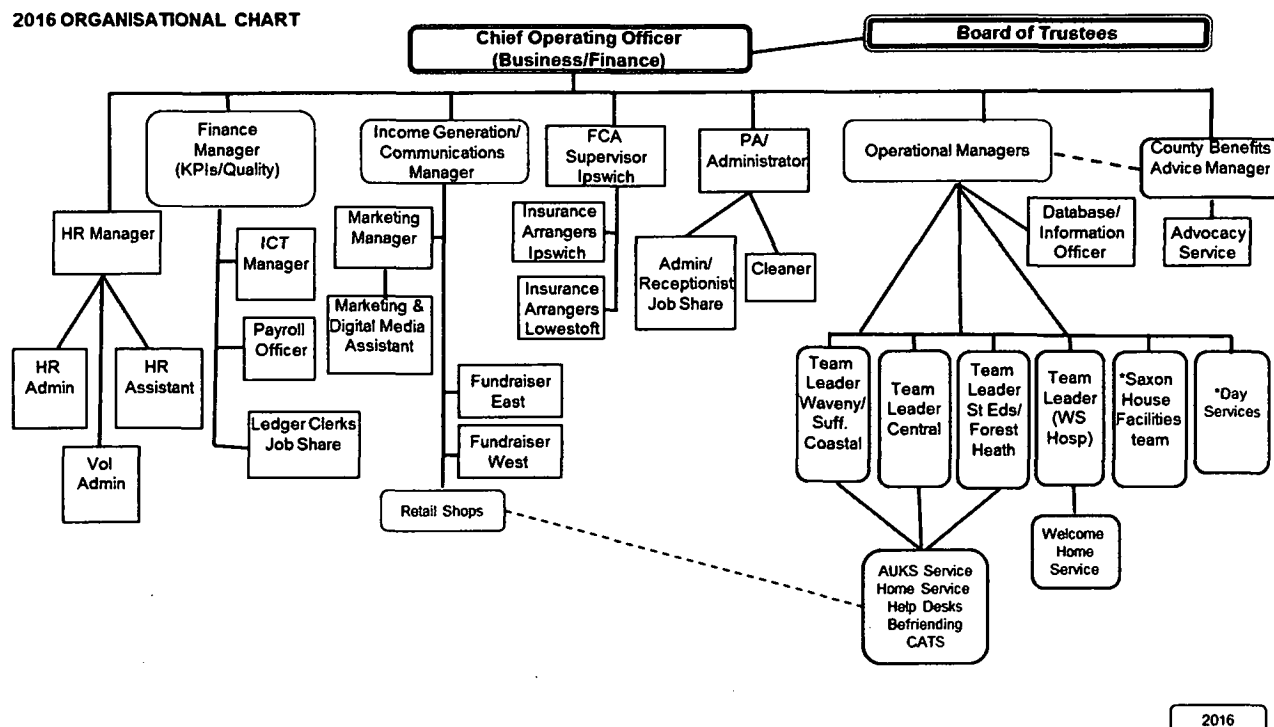 2016 ORGANISATIONAL CHART
Chief Operating Officer
(Business/Finance)
Board of Trustees
Finance
Manager
(KPIs/Quality)
Income Generation/
Communications
Manager
FCA
Supervisor
Ipswich
PA/
Administrator
Operational Managers
County Benefits
Advice Manager
HR Manager
ICT
Manager
Marketing
Manager
Insurance
Arrangers
Ipswich
Admin/
Receptionist
Job Share
Cleaner
Database/
Information
Officer
Advocacy
Service
Marketing &
Digital Media
Assistant
Insurance
Arrangers
Lowestoft
Payroll
Officer
HR
Admin
HR
Assistant
Vol
Admin
Ledger Clerks
Job Share
Fundraiser
East
Fundraiser
West
Retail Shops
Team
Leader
Waveny/
Suff.
Coastal
Team
Leader
Central
Team
Leader
St Eds/
Forest
Heath
Team
Leader
(WS
Hosp)
*Saxon
House
Facilities
team
*Day
Services
Welcome
Home
Service
AUKS Service
Home Service
Help Desks
Befriending
CATS
2016